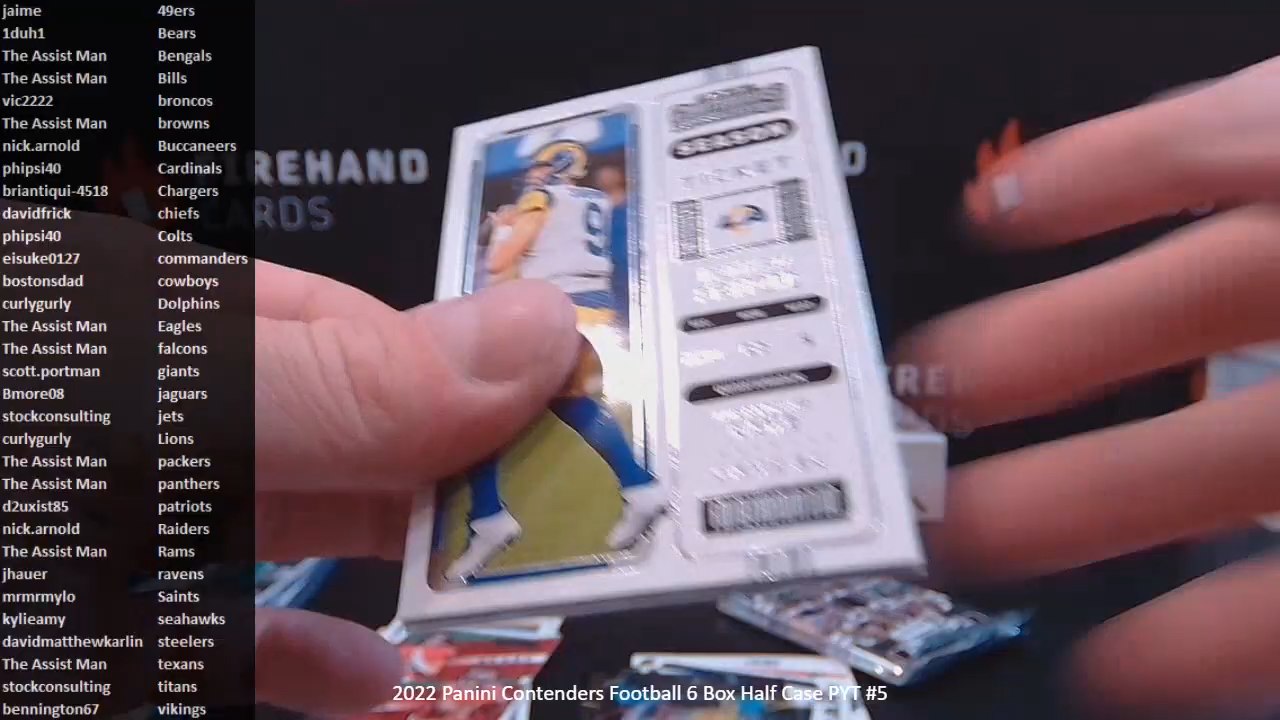 jaime 49ers
1duh1 Bears
The Assist Man Bengals
The Assist Man Bills
vic2222 broncos
The Assist Man browns
nick.arnold Buccaneers
phipsi40 Cardinals
briantiqui-4518 Chargers
davidfrick chiefs
phipsi40 Colts
eisuke0127 commanders
bostonsdad cowboys
curlygurly Dolphins
The Assist Man Eagles
The Assist Man falcons
scott.portman giants
Bmore08 jaguars
stockconsulting jets
curlygurly Lions
The Assist Man packers
The Assist Man panthers
d2uxist85 patriots
nick.arnold Raiders
The Assist Man Rams
jhauer ravens
mrmrmylo Saints
kylieamy seahawks
davidmatthewkarlin steelers
The Assist Man texans
stockconsulting titans
bennington67 vikings
FIREHAND
CARDS
SEASON
TICKET
9
2022 Panini Contenders Football 6 Box Half Case PYT #5